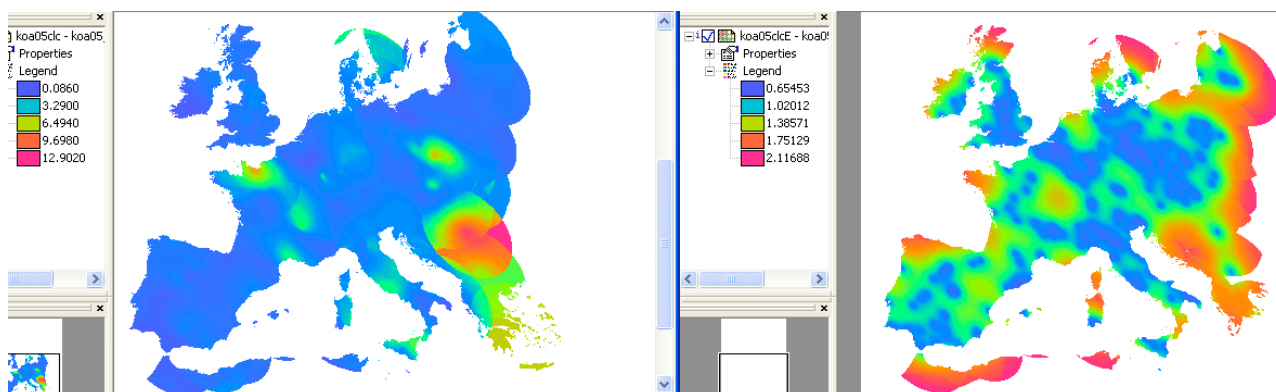 koa05clc - koa05_
Properties
Legend
0.0860
3.2900
6.4940
9.6980
12.9020
koa05clcE - koa05
Properties
Legend
0.65453
1.02012
1.38571
1.75129
2.11688